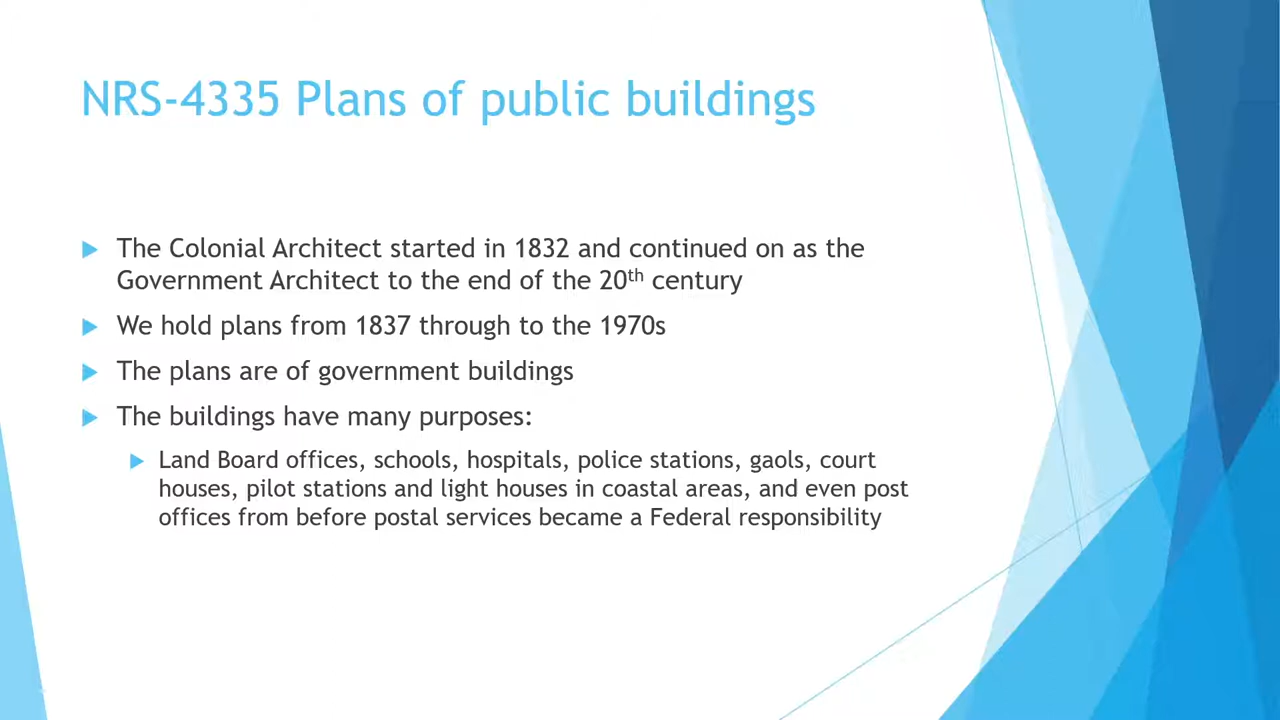 NRS-4335 Plans of public buildings
The Colonial Architect started in 1832 and continued on as the
Government Architect to the end of the 20th century
We hold plans from 1837 through to the 1970s
The plans are of government buildings
The buildings have many purposes:
Land Board offices, schools, hospitals, police stations, gaols, court
houses, pilot stations and light houses in coastal areas, and even post
offices from before postal services became a Federal responsibility